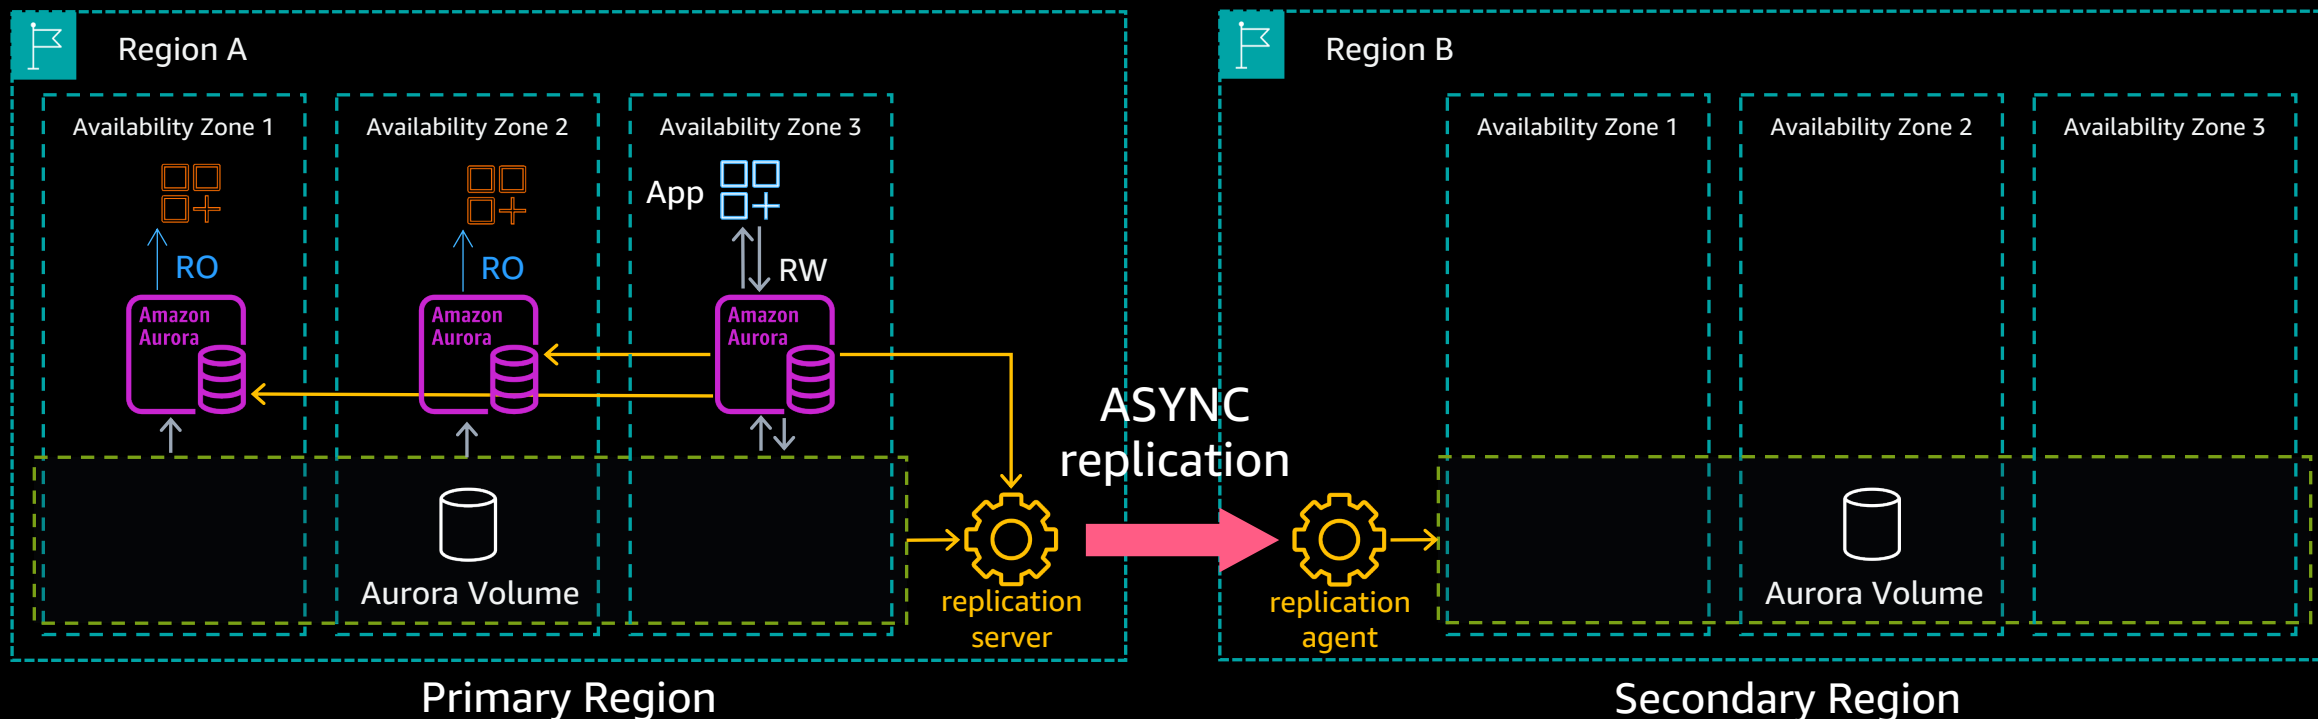 Region A
Availability Zone 1
Availability Zone 2
Availability Zone 3
App
RO
RO
RW
Amazon
Aurora
Amazon
Aurora
Amazon
Aurora
Aurora Volume
replication
server
Primary Region
ASYNC
replication
Region B
Availability Zone 1
Availability Zone 2
Availability Zone 3
replication
agent
Aurora Volume
Secondary Region